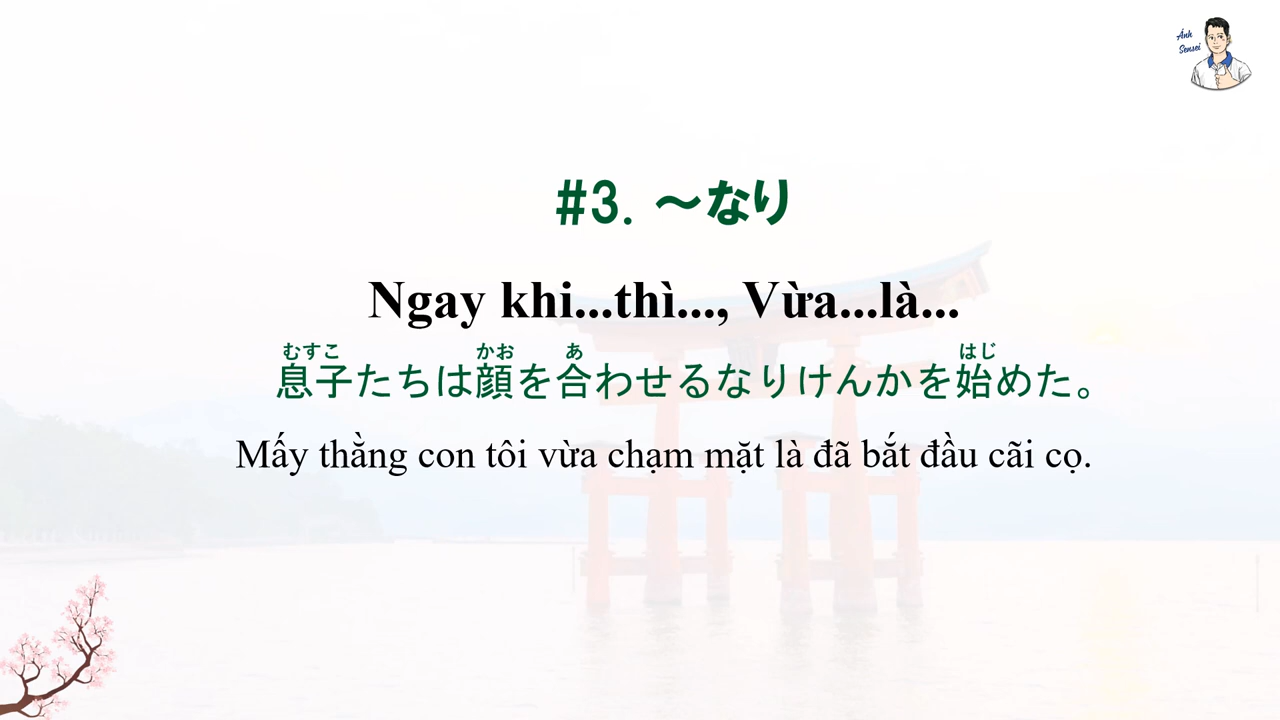 Ánh
Sensei
#3. ～なり
Ngay khi...thì..., Vừa...là...
むすこ かお あ はじ
息子たちは顔を合わせるなりけんかを始めた。
Mấy thằng con tôi vừa chạm mặt là đã bắt đầu cãi cọ.